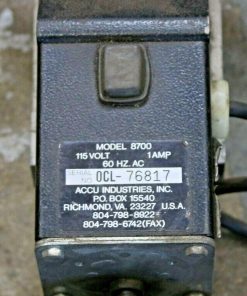 MODEL 8700
115 VOLT 1 AMP
60 HZ. AC
SERIAL NO. OCL-76817
ACCU INDUSTRIES, INC.
P.O. BOX 15540
RICHMOND, VA. 23227 U.S.A.
804-798-8922
804-798-6742(FAX)